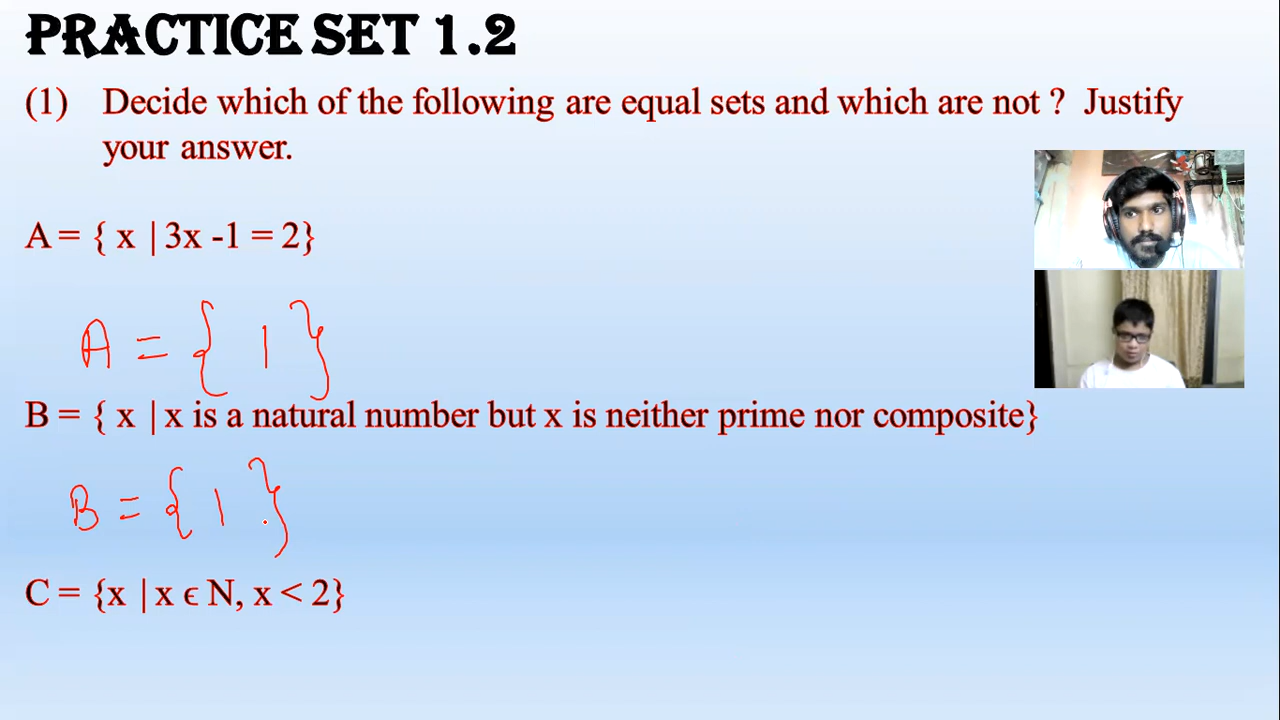 PRACTICE SET 1.2
(1) Decide which of the following are equal sets and which are not ? Justify
your answer.
A = { x | 3x -1 = 2}
A = { 1 }
B = { x | x is a natural number but x is neither prime nor composite}
B = { 1 }
C = {x | x ϵ N, x < 2}